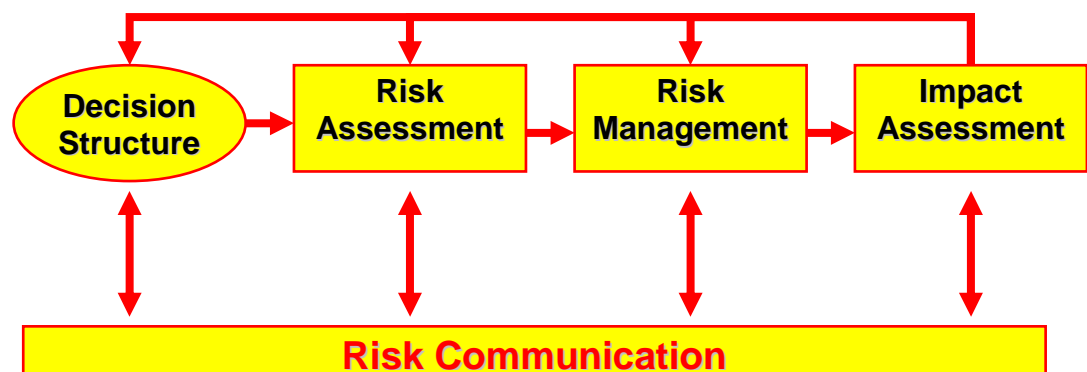 Decision
Structure
Risk
Assessment
Risk
Management
Impact
Assessment
Risk Communication